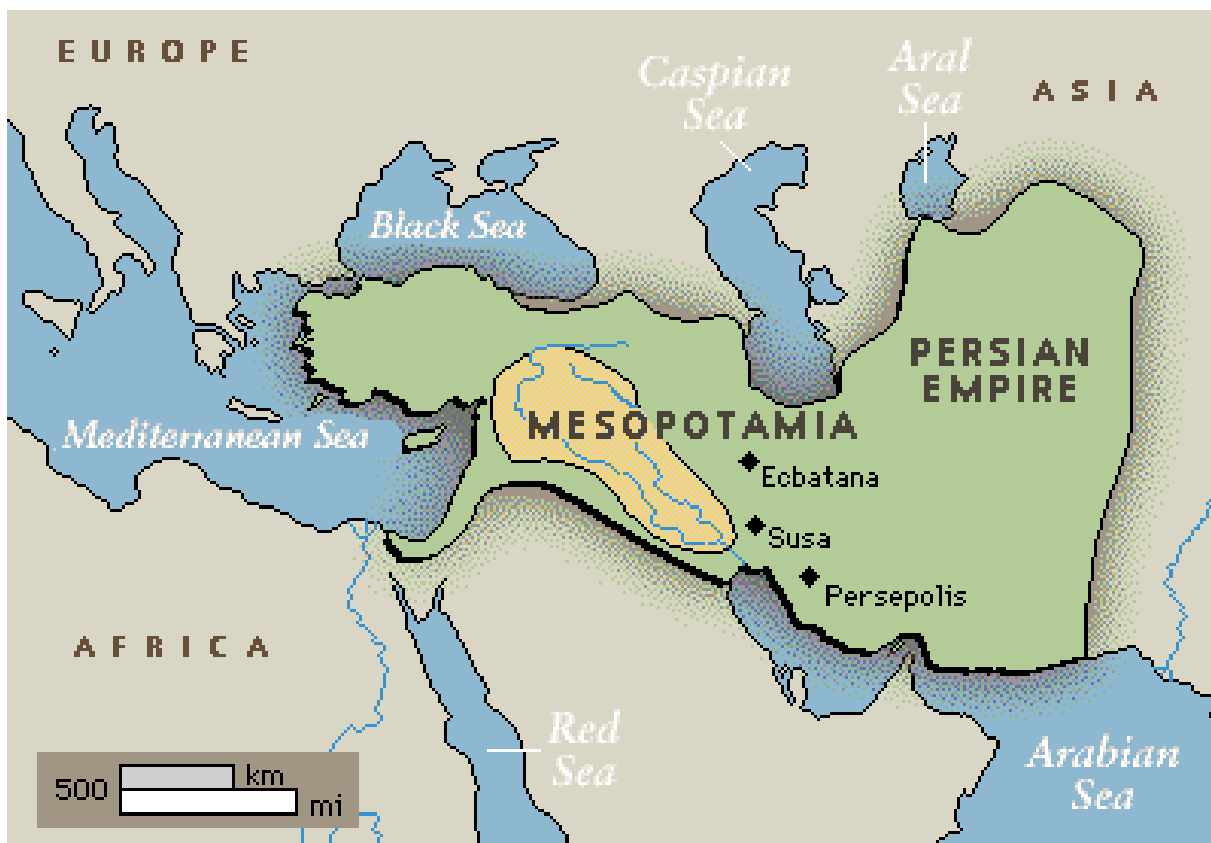 EUROPE
Caspian
Sea
Aral
Sea
ASIA
Black Sea
PERSIAN
EMPIRE
MESOPOTAMIA
Mediterranean Sea
Ecbatana
Susa
Persepolis
AFRICA
Red
Sea
Arabian
Sea
500 km
mi